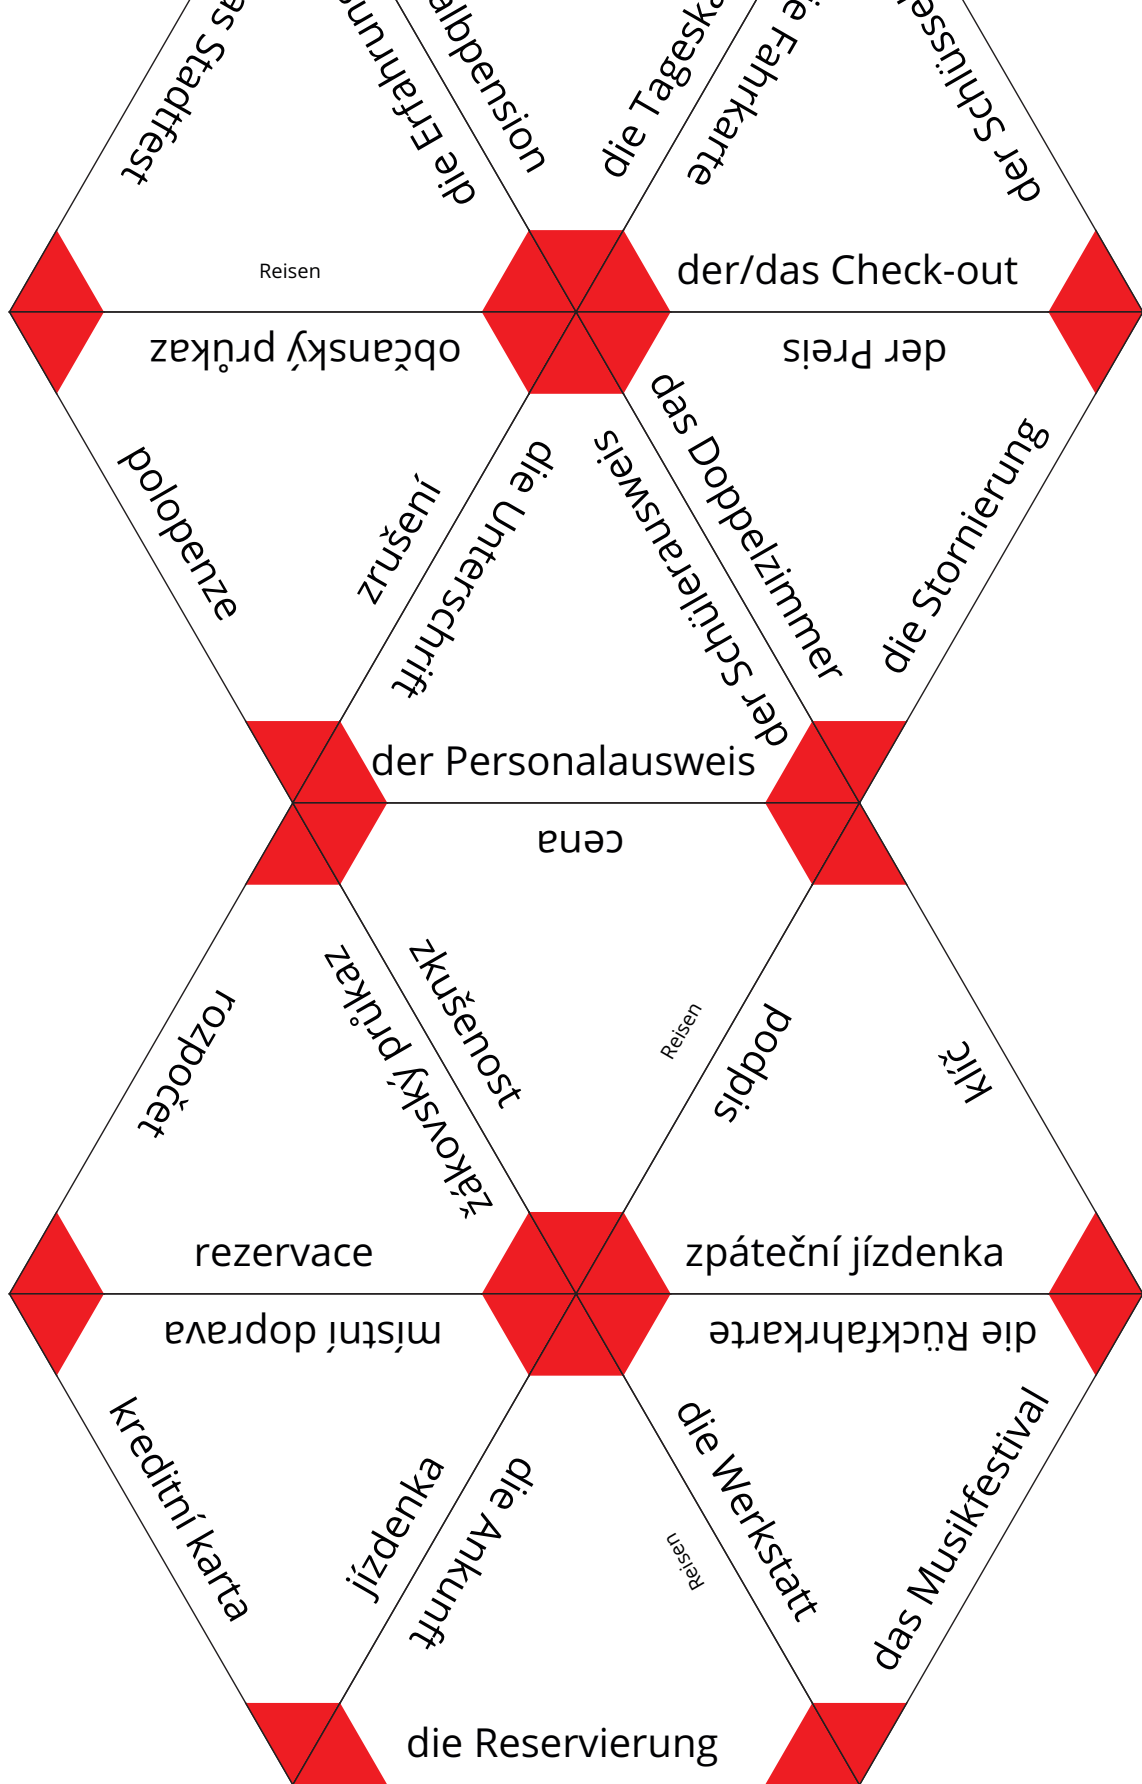 das Stadtfest
die Erfahrung
Halbpension
die Tageska
die Fahrkarte
der Schlüssel
Reisen
der/das Check-out
občanský průkaz
der Preis
polopenze
zrušení
die Unterschrift
der Schülerausweis
das Doppelzimmer
die Stornierung
der Personalausweis
cena
rozpočet
žákovský průkaz
zkušenost
Reisen
podpis
klíč
rezervace
zpáteční jízdenka
místní doprava
die Rückfahrkarte
kreditní karta
jízdenka
die Ankunft
Reisen
die Werkstatt
das Musikfestival
die Reservierung